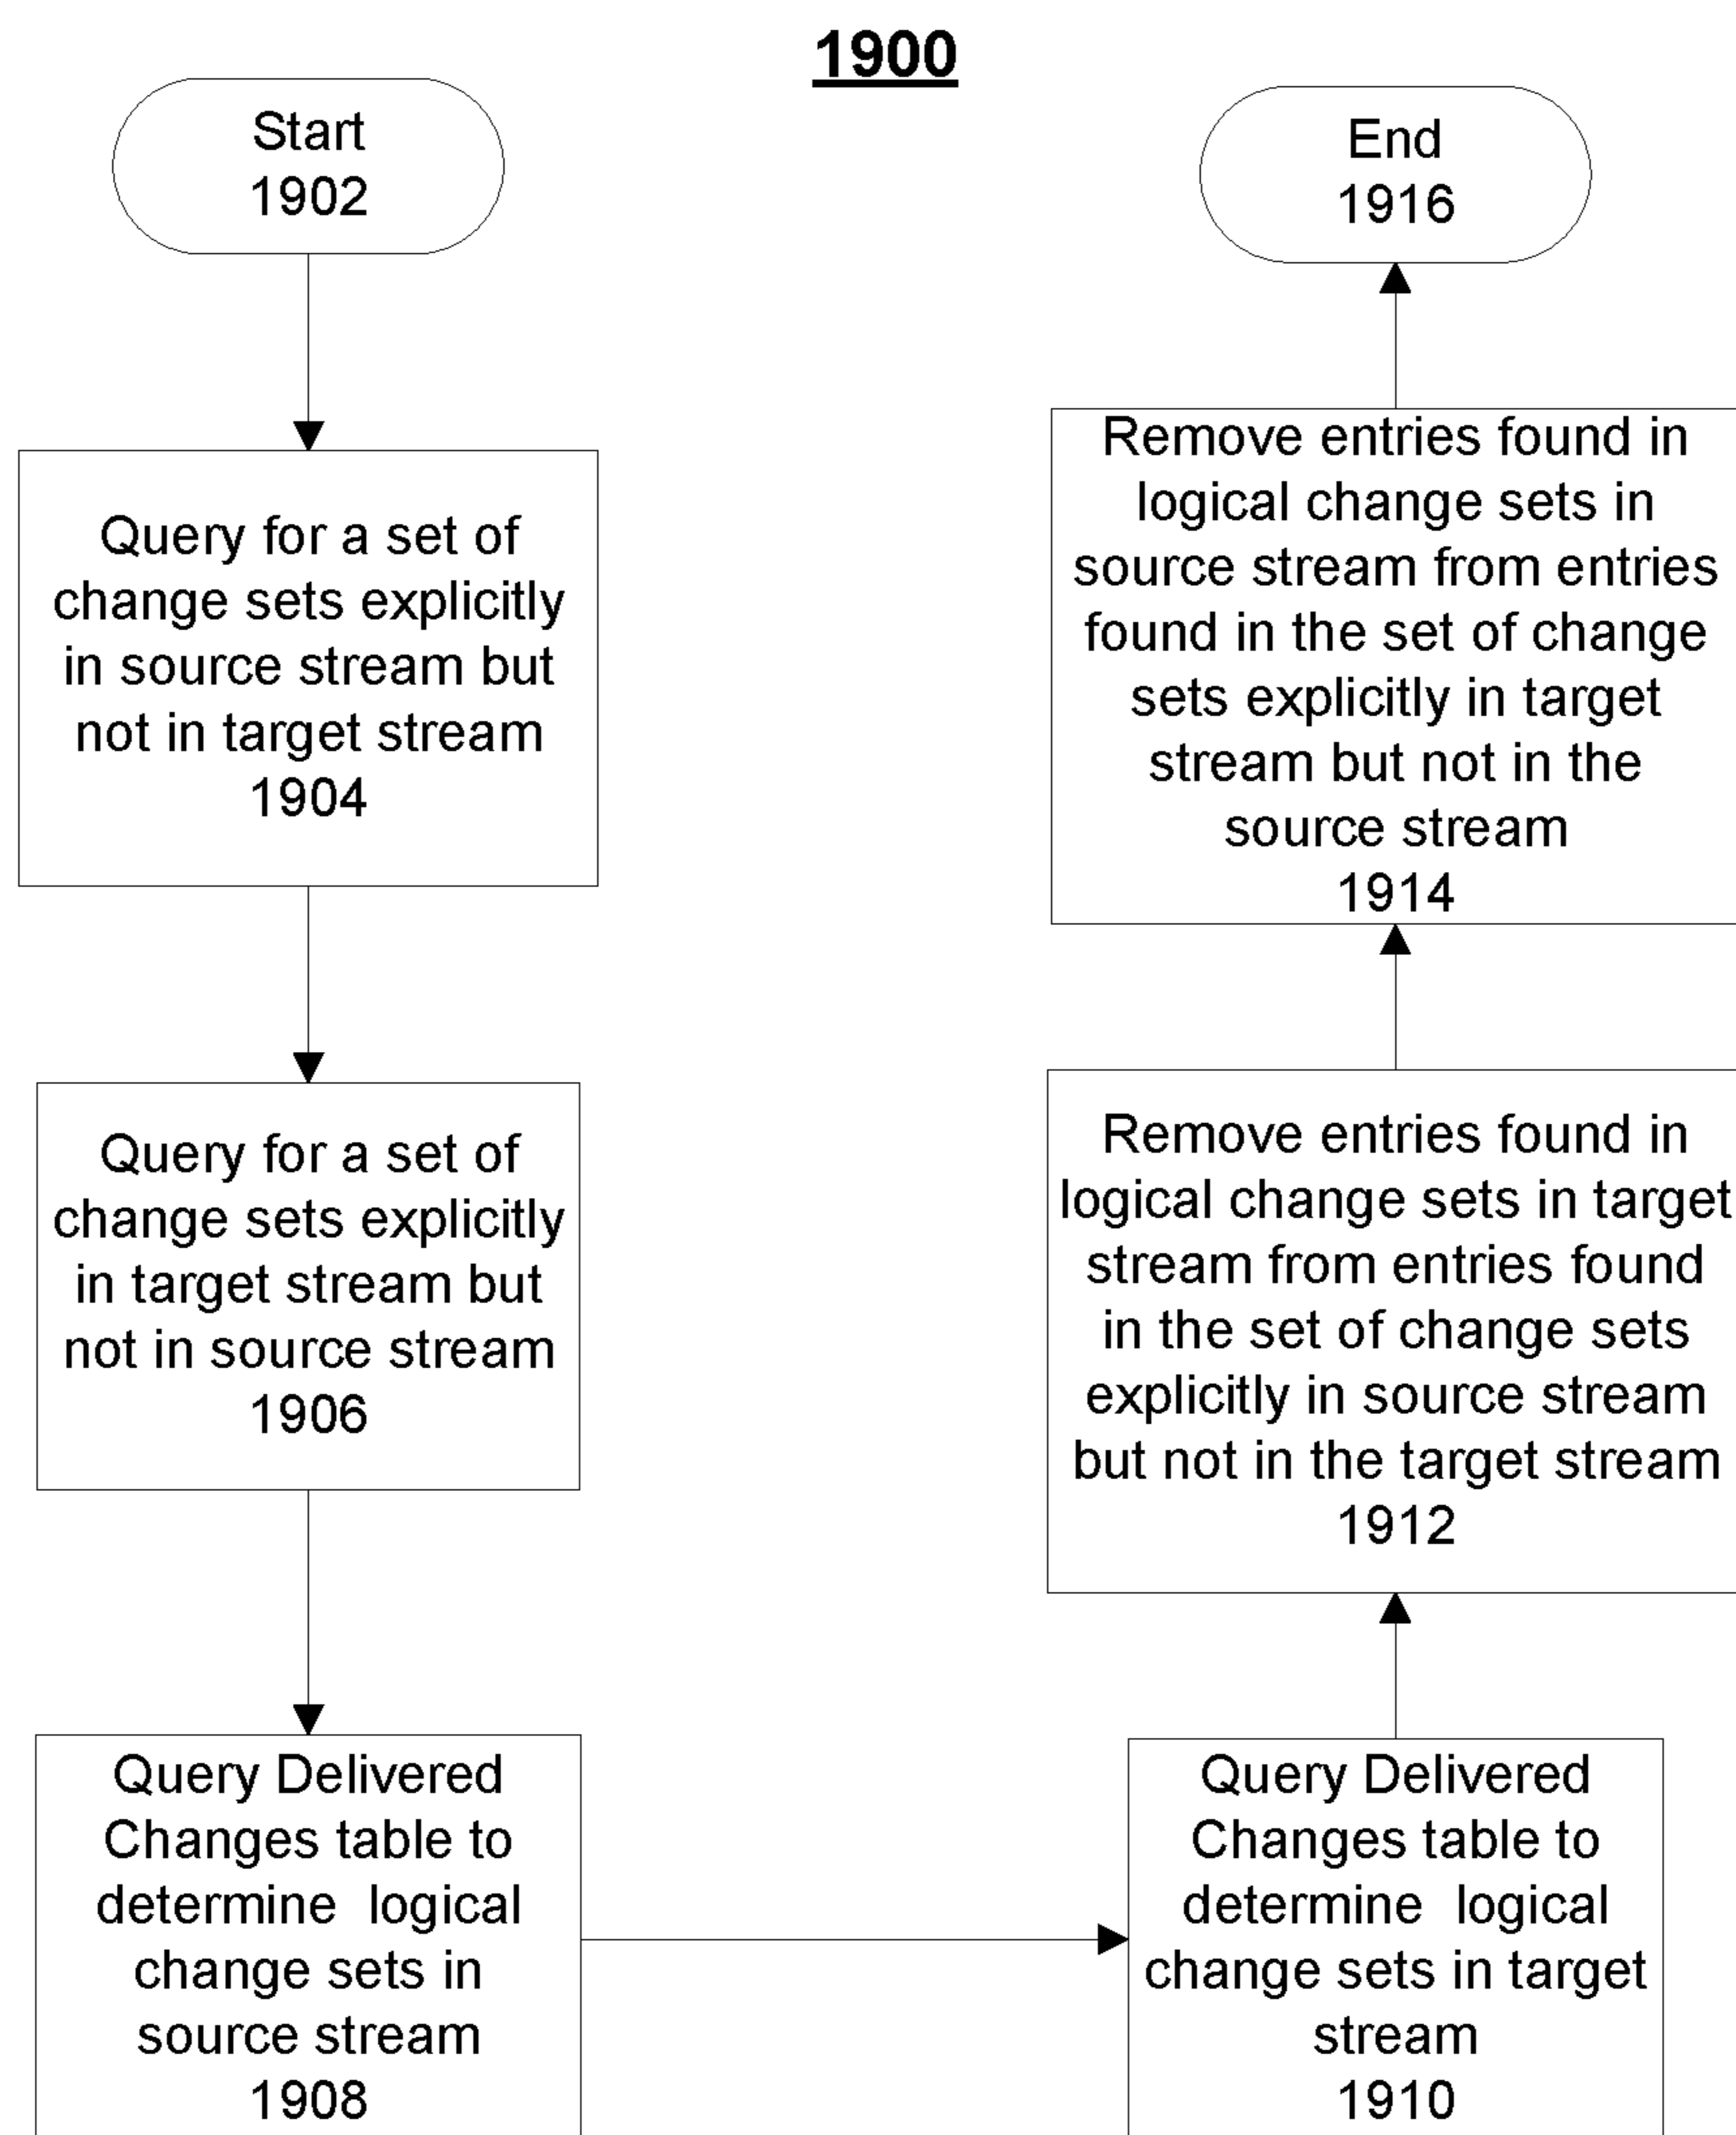 1900
Start
1902
Query for a set of
change sets explicitly
in source stream but
not in target stream
1904
Query for a set of
change sets explicitly
in target stream but
not in source stream
1906
Query Delivered
Changes table to
determine  logical
change sets in
source stream
1908
Query Delivered
Changes table to
determine  logical
change sets in target
stream
1910
Remove entries found in
logical change sets in target
stream from entries found
in the set of change sets
explicitly in source stream
but not in the target stream
1912
Remove entries found in
logical change sets in
source stream from entries
found in the set of change
sets explicitly in target
stream but not in the
source stream
1914
End
1916